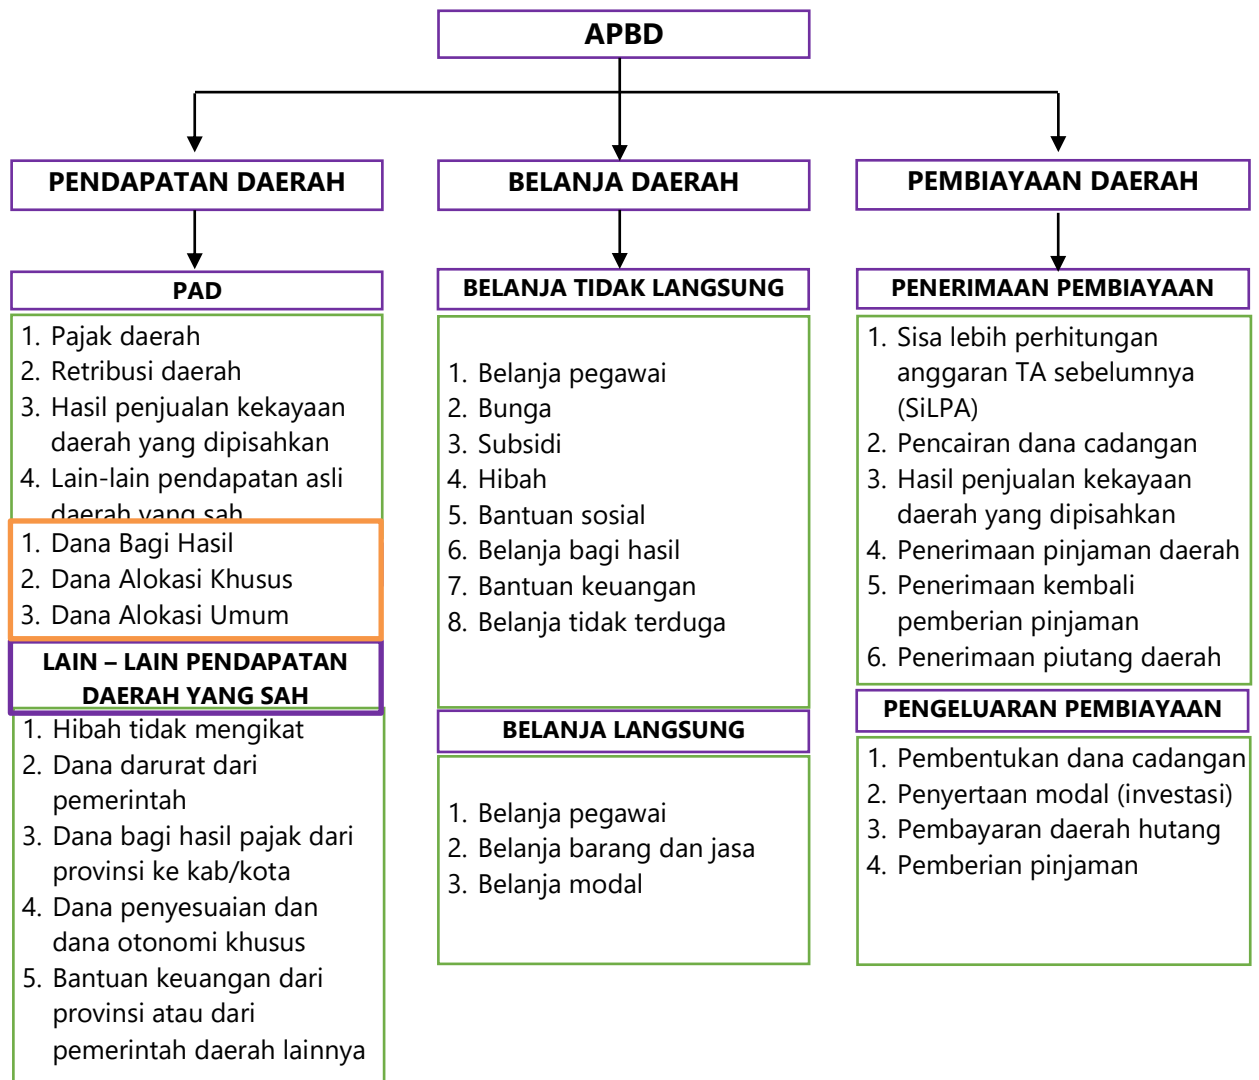 APBD
PENDAPATAN DAERAH
PAD
1. Pajak daerah
2. Retribusi daerah
3. Hasil penjualan kekayaan
daerah yang dipisahkan
4. Lain-lain pendapatan asli
daerah yang sah
1. Dana Bagi Hasil
2. Dana Alokasi Khusus
3. Dana Alokasi Umum
LAIN – LAIN PENDAPATAN
DAERAH YANG SAH
1. Hibah tidak mengikat
2. Dana darurat dari
pemerintah
3. Dana bagi hasil pajak dari
provinsi ke kab/kota
4. Dana penyesuaian dan
dana otonomi khusus
5. Bantuan keuangan dari
provinsi atau dari
pemerintah daerah lainnya
BELANJA DAERAH
BELANJA TIDAK LANGSUNG
1. Belanja pegawai
2. Bunga
3. Subsidi
4. Hibah
5. Bantuan sosial
6. Belanja bagi hasil
7. Bantuan keuangan
8. Belanja tidak terduga
BELANJA LANGSUNG
1. Belanja pegawai
2. Belanja barang dan jasa
3. Belanja modal
PEMBIAYAAN DAERAH
PENERIMAAN PEMBIAYAAN
1. Sisa lebih perhitungan
anggaran TA sebelumnya
(SiLPA)
2. Pencairan dana cadangan
3. Hasil penjualan kekayaan
daerah yang dipisahkan
4. Penerimaan pinjaman daerah
5. Penerimaan kembali
pemberian pinjaman
6. Penerimaan piutang daerah
PENGELUARAN PEMBIAYAAN
1. Pembentukan dana cadangan
2. Penyertaan modal (investasi)
3. Pembayaran daerah hutang
4. Pemberian pinjaman